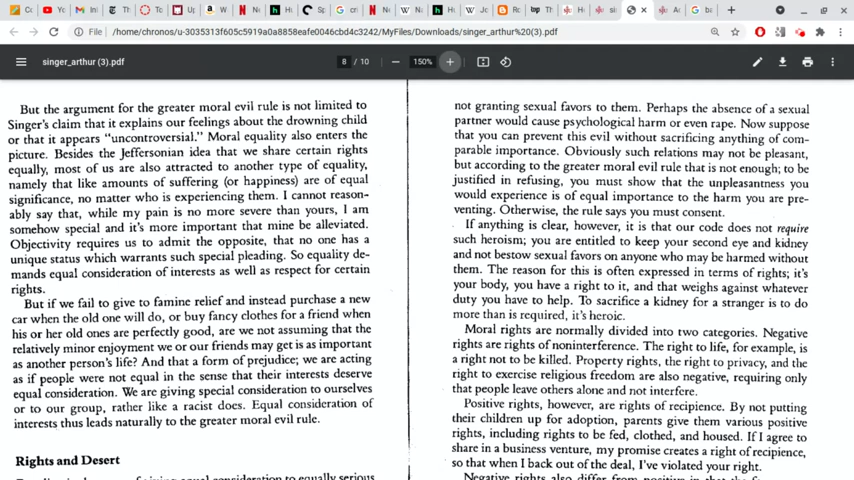 File | /home/chronos/u-3035313f605c5919a0a8858eafe0046cbd4c3242/MyFiles/Downloads/singer_arthur%20(3).pdf
singer_arthur (3).pdf
8 / 10
150%
But the argument for the greater moral evil rule is not limited to
Singer's claim that it explains our feelings about the drowning child
or that it appears "uncontroversial." Moral equality also enters the
picture. Besides the Jeffersonian idea that we share certain rights
equally, most of us are also attracted to another type of equality,
namely that like amounts of suffering (or happiness) are of equal
significance, no matter who is experiencing them. I cannot reason-
ably say that, while my pain is no more severe than yours, I am
somehow special and it's more important that mine be alleviated.
Objectivity requires us to admit the opposite, that no one has a
unique status which warrants such special pleading. So equality de-
mands equal consideration of interests as well as respect for certain
rights.
But if we fail to give to famine relief and instead purchase a new
car when the old one will do, or buy fancy clothes for a friend when
his or her old ones are perfectly good, are we not assuming that the
relatively minor enjoyment we or our friends may get is as important
as another person's life? And that a form of prejudice; we are acting
as if people were not equal in the sense that their interests deserve
equal consideration. We are giving special consideration to ourselves
or to our group, rather like a racist does. Equal consideration of
interests thus leads naturally to the greater moral evil rule.
Rights and Desert
not granting sexual favors to them. Perhaps the absence of a sexual
partner would cause psychological harm or even rape. Now suppose
that you can prevent this evil without sacrificing anything of com-
parable importance. Obviously such relations may not be pleasant,
but according to the greater moral evil rule that is not enough; to be
justified in refusing, you must show that the unpleasantness you
would experience is of equal importance to the harm you are pre-
venting. Otherwise, the rule says you must consent.
If anything is clear, however, it is that our code does not require
such heroism; you are entitled to keep your second eye and kidney
and not bestow sexual favors on anyone who may be harmed without
them. The reason for this is often expressed in terms of rights; it's
your body, you have a right to it, and that weighs against whatever
duty you have to help. To sacrifice a kidney for a stranger is to do
more than is required, it's heroic.
Moral rights are normally divided into two categories. Negative
rights are rights of noninterference. The right to life, for example, is
a right not to be killed. Property rights, the right to privacy, and the
right to exercise religious freedom are also negative, requiring only
that people leave others alone and not interfere.
Positive rights, however, are rights of recipience. By not putting
their children up for adoption, parents give them various positive
rights, including rights to be fed, clothed, and housed. If I agree to
share in a business venture, my promise creates a right of recipience,
so that when I back out of the deal, I've violated your right.